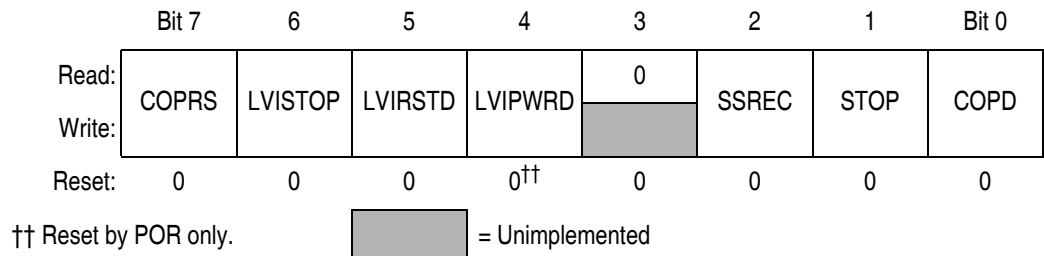 Bit 7 6 5 4 3 2 1 Bit 0
Read: 0
COPRS LVISTOP LVIRSTD LVIPWRD SSREC STOP COPD
Write:
Reset: 0 0 0 0†† 0 0 0 0
†† Reset by POR only. = Unimplemented